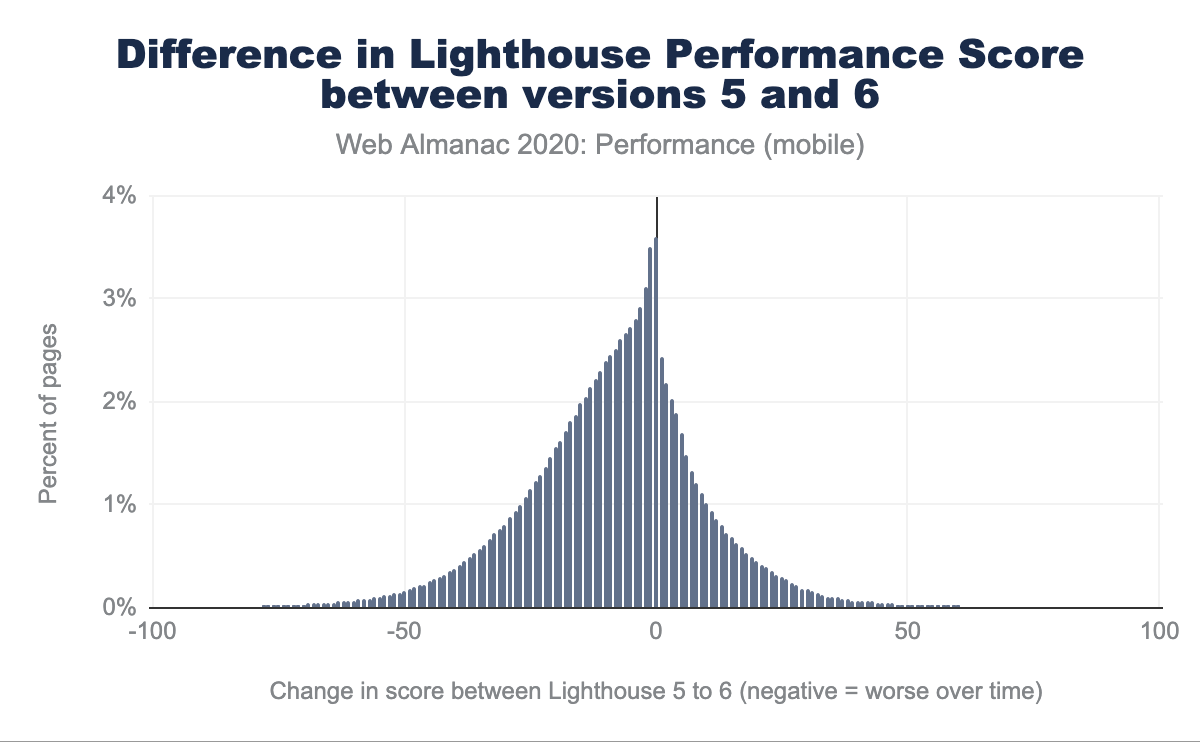 Difference in Lighthouse Performance Score
between versions 5 and 6
Web Almanac 2020: Performance (mobile)
4%
3%
2%
1%
0%
Percent of pages
-100
-50
0
50
100
Change in score between Lighthouse 5 to 6 (negative = worse over time)